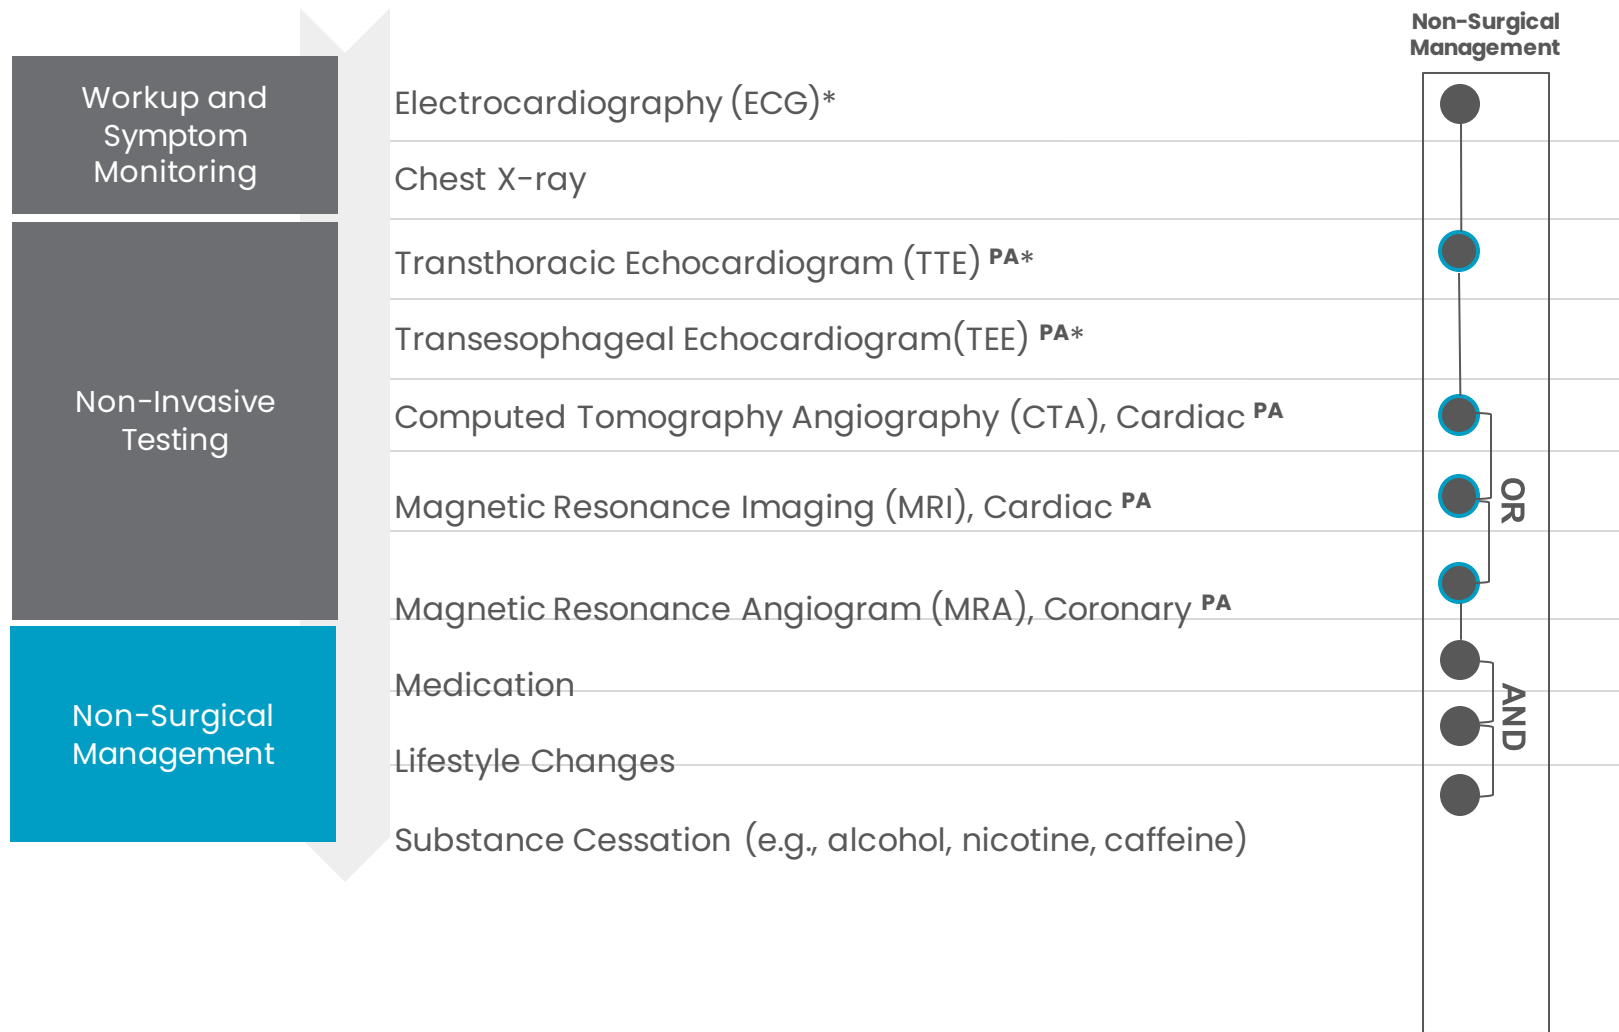 Non-Surgical
Management
Workup and
Symptom
Monitoring
Electrocardiography (ECG)*
Chest X-ray
Non-Invasive
Testing
Transthoracic Echocardiogram (TTE) PA*
Transesophageal Echocardiogram(TEE) PA*
Computed Tomography Angiography (CTA), Cardiac PA
Magnetic Resonance Imaging (MRI), Cardiac PA
Magnetic Resonance Angiogram (MRA), Coronary PA
OR
Non-Surgical
Management
Medication
Lifestyle Changes
Substance Cessation (e.g., alcohol, nicotine, caffeine)
AND